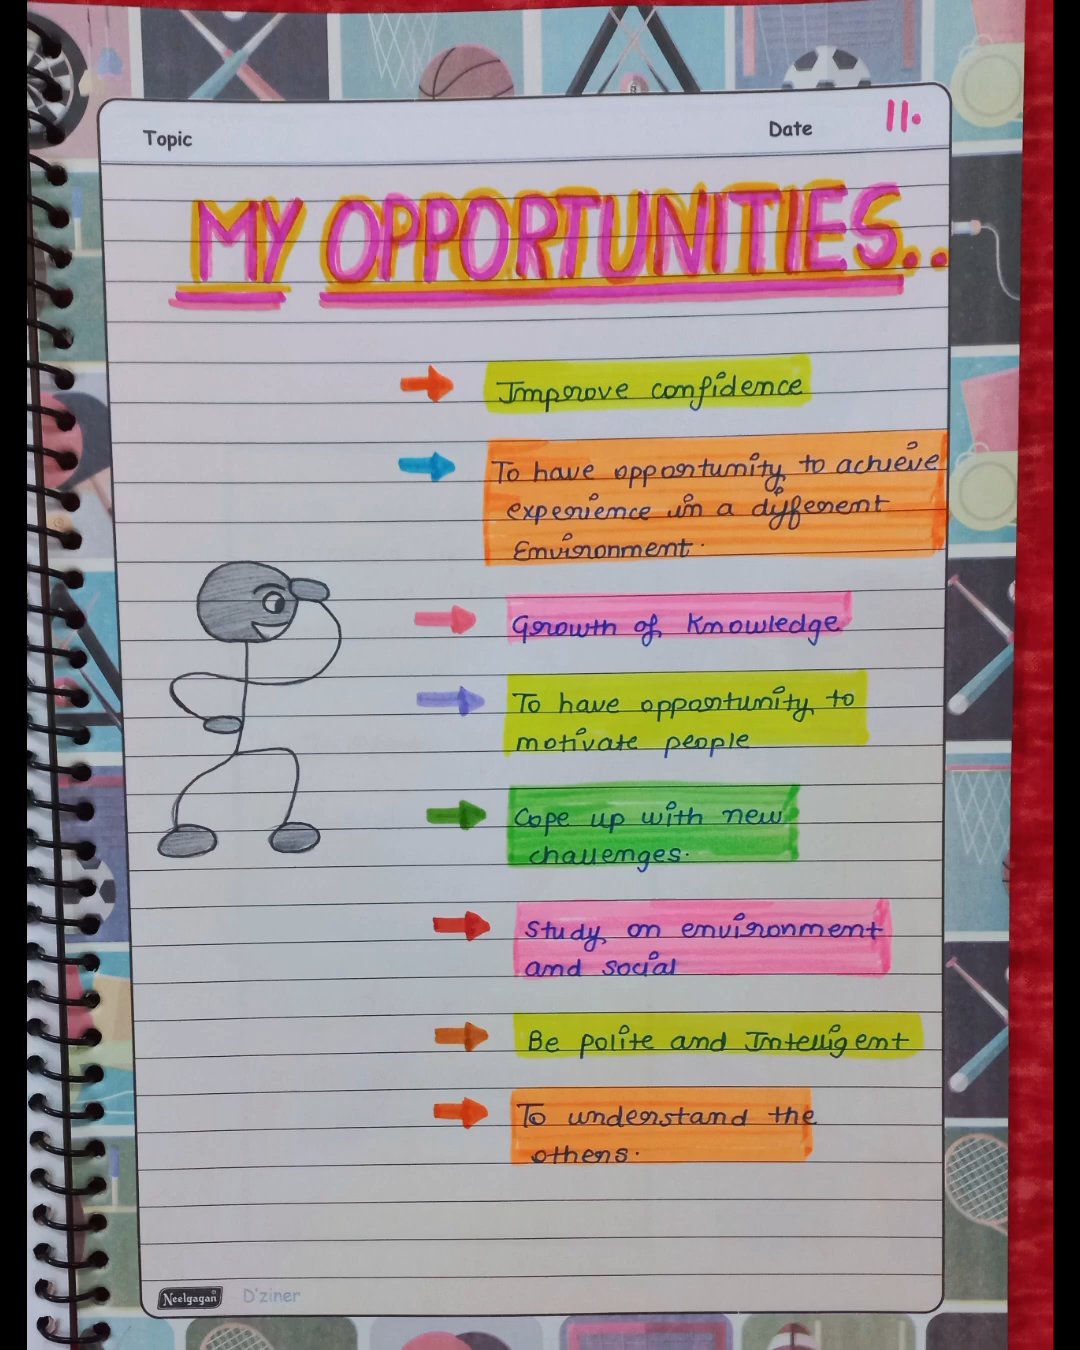 Topic
Date
11.
MY OPPORTUNITIES..
Improve confidence
To have opportunity to achieve
experience in a different
Environment.
Growth of Knowledge
To have opportunity to
motivate people
Cope up with new
challenges.
Study on environment
and social
Be polite and Intelligent
To understand the
others.
Neelgagan
D'ziner